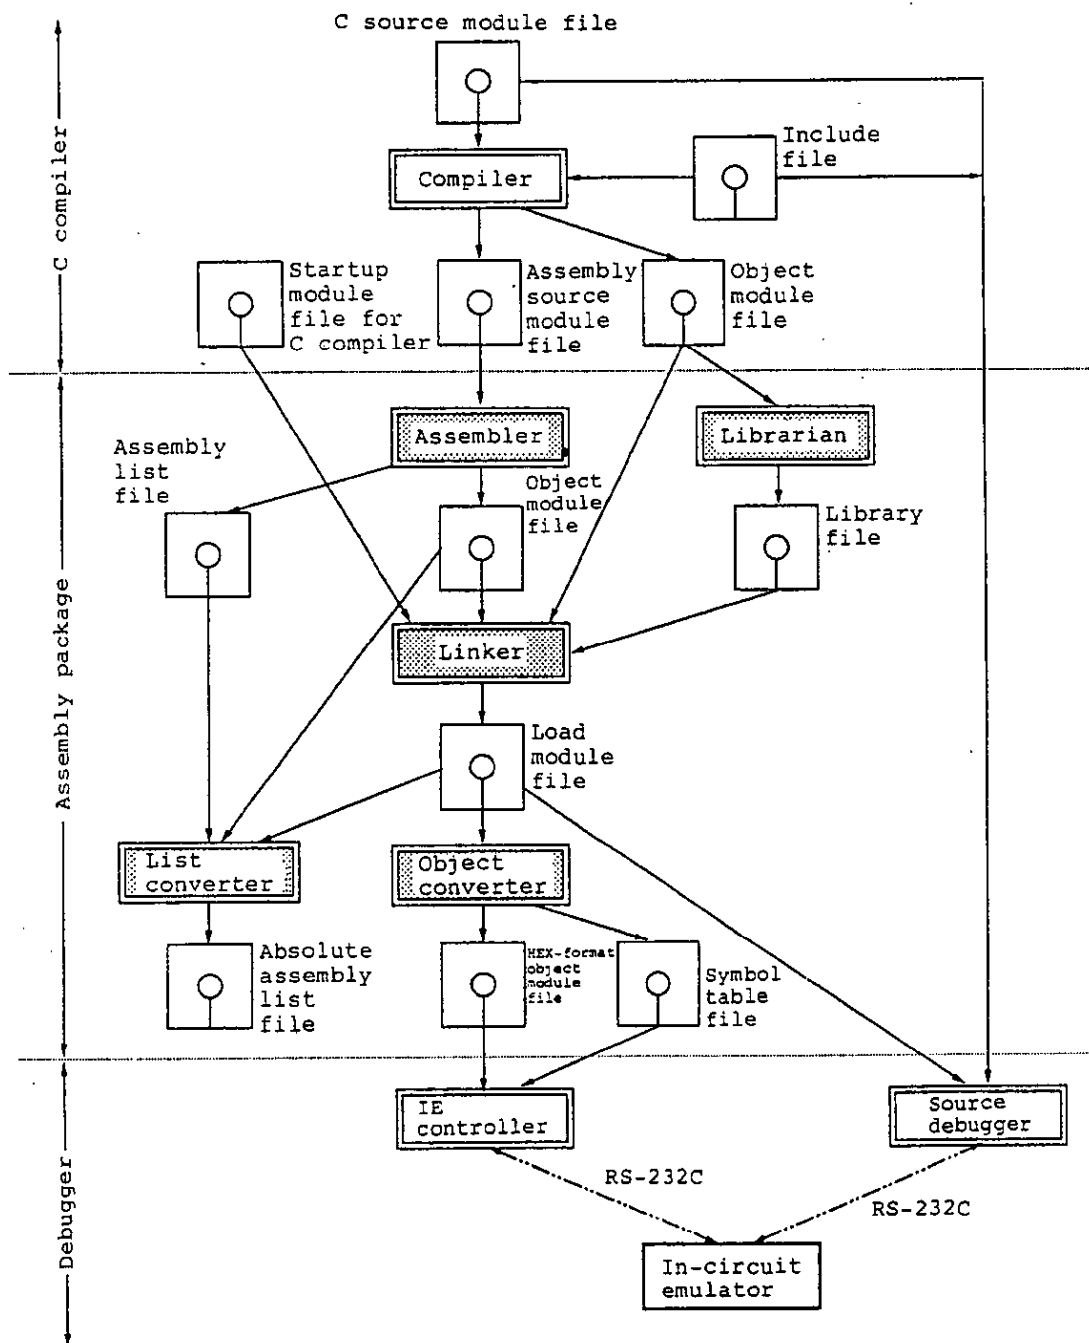 C source module file
Include
file
Compiler
C compiler
Startup
module
file for
C compiler
Assembly
source
module
file
Object
module
file
Assembler
Librarian
Assembly
list
file
Object
module
file
Library
file
Linker
Assembly package
Load
module
file
List
converter
Object
converter
Absolute
assembly
list
file
HEX-format
object
module
file
Symbol
table
file
IE
controller
Source
debugger
RS-232C
RS-232C
Debugger
In-circuit
emulator